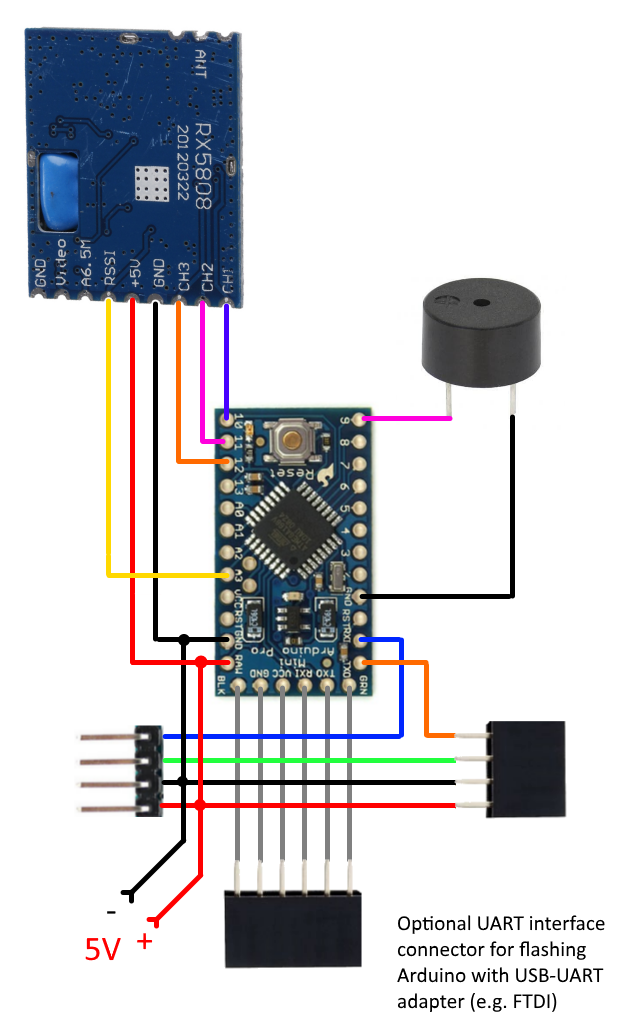 ANT
RX5808
20120322
GND
Video
A6.5M
RSSI
+5V
GND
CH3
CH2
CH1
10
11
12
13
A0
A1
A2
A3
VCC
RST
GND
RAW
Reset
9
8
7
6
5
4
3
GND
RST
RXI
TXO
Arduino Pro
Mini
BLK
GND
VCC
RXI
TXO
GRN
-
5V +
Optional UART interface
connector for flashing
Arduino with USB-UART
adapter (e.g. FTDI)